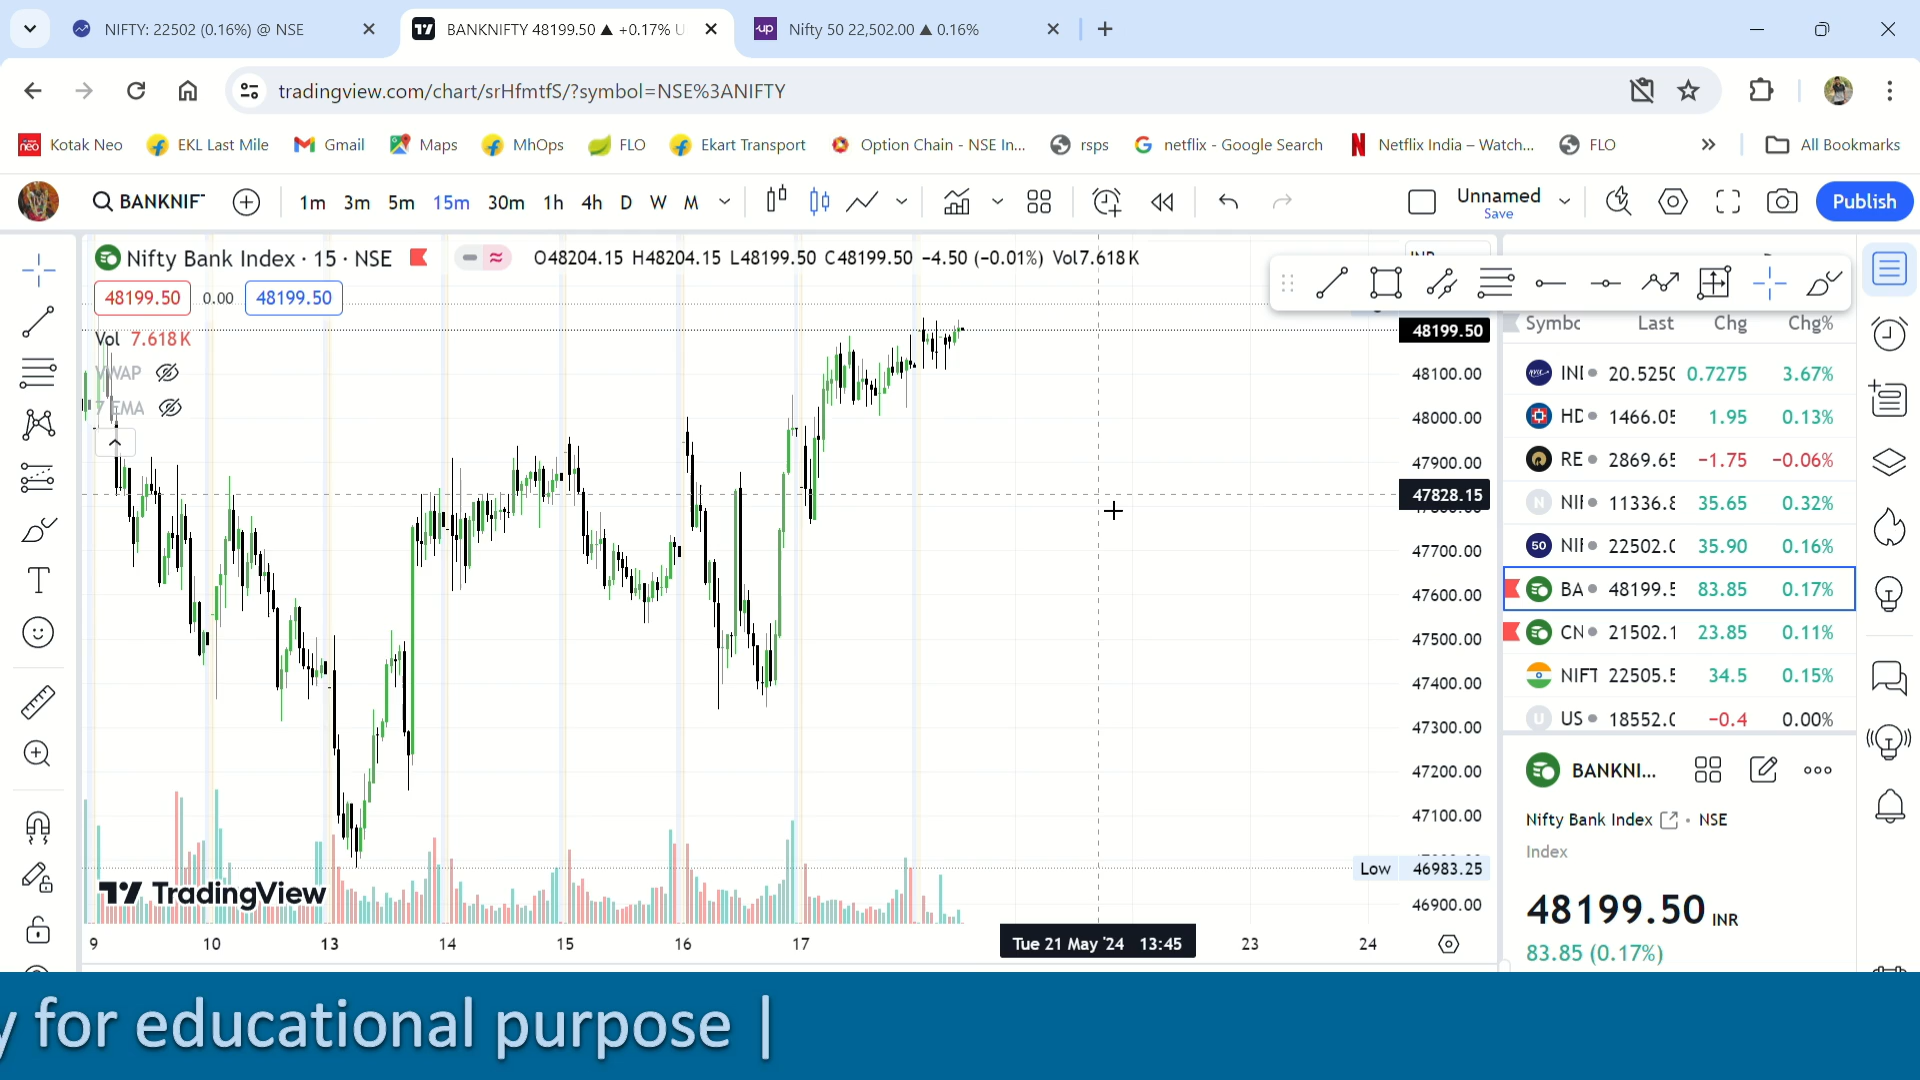 NIFTY: 22502 (0.16%) @ NSE
BANKNIFTY 48199.50 ▲ +0.17% U
Nifty 50 22,502.00 ▲ 0.16%
tradingview.com/chart/srHfmtfS/?symbol=NSE%3ANIFTY
Kotak Neo
EKL Last Mile
Gmail
Maps
MhOps
FLO
Ekart Transport
Option Chain - NSE In...
rsps
netflix - Google Search
Netflix India – Watch...
FLO
All Bookmarks
BANKNIF
1m 3m 5m 15m 30m 1h 4h D W M
Unnamed
Save
Publish
Nifty Bank Index · 15 · NSE
O48204.15 H48204.15 L48199.50 C48199.50 −4.50 (−0.01%) Vol7.618K
48199.50 0.00 48199.50
Vol 7.618K
VWAP
7 EMA
48199.50
48100.00
48000.00
47900.00
47828.15
47700.00
47600.00
47500.00
47400.00
47300.00
47200.00
47100.00
Low 46983.25
46900.00
TradingView
9 10 13 14 15 16 17 Tue 21 May '24 13:45 23 24
Symbc Last Chg Chg%
INI 20.525( 0.7275 3.67%
HD 1466.05 1.95 0.13%
RE 2869.65 −1.75 −0.06%
NIF 11336.8 35.65 0.32%
50 NIF 22502.0 35.90 0.16%
BA 48199.5 83.85 0.17%
CN 21502.1 23.85 0.11%
NIFT 22505.5 34.5 0.15%
US 18552.0 −0.4 0.00%
BANKNI...
Nifty Bank Index · NSE
Index
48199.50 INR
83.85 (0.17%)
y for educational purpose |